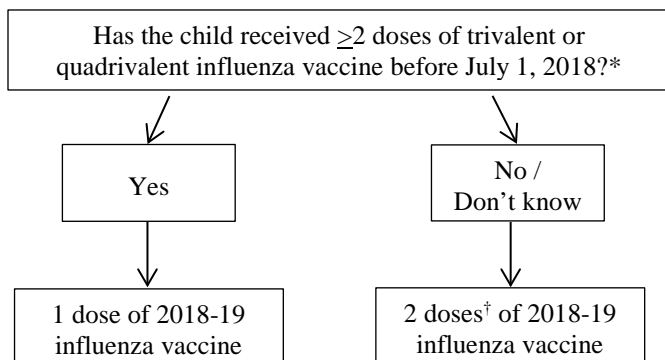 Has the child received ≥2 doses of trivalent or
quadrivalent influenza vaccine before July 1, 2018?*
Yes
No /
Don’t know
1 dose of 2018-19
influenza vaccine
2 doses† of 2018-19
influenza vaccine